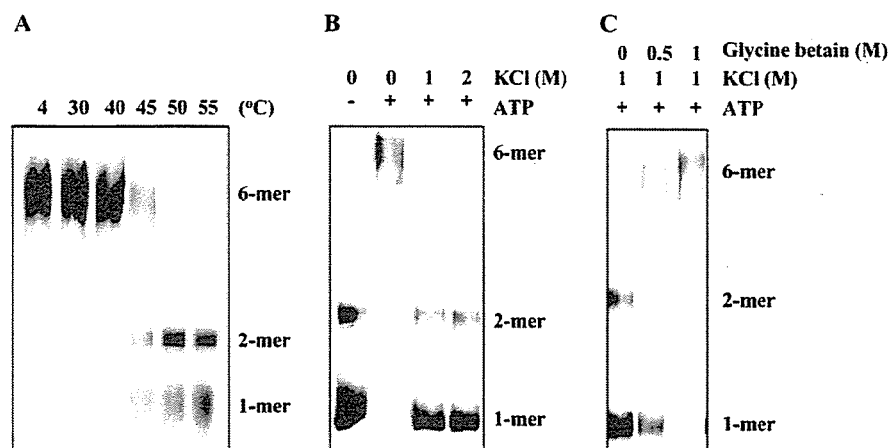 A
4 30 40 45 50 55 (°C)
6-mer
2-mer
1-mer
B
0 0 1 2 KCl (M)
- + + + ATP
6-mer
2-mer
1-mer
C
0 0.5 1 Glycine betain (M)
1 1 1 KCl (M)
+ + + ATP
6-mer
2-mer
1-mer